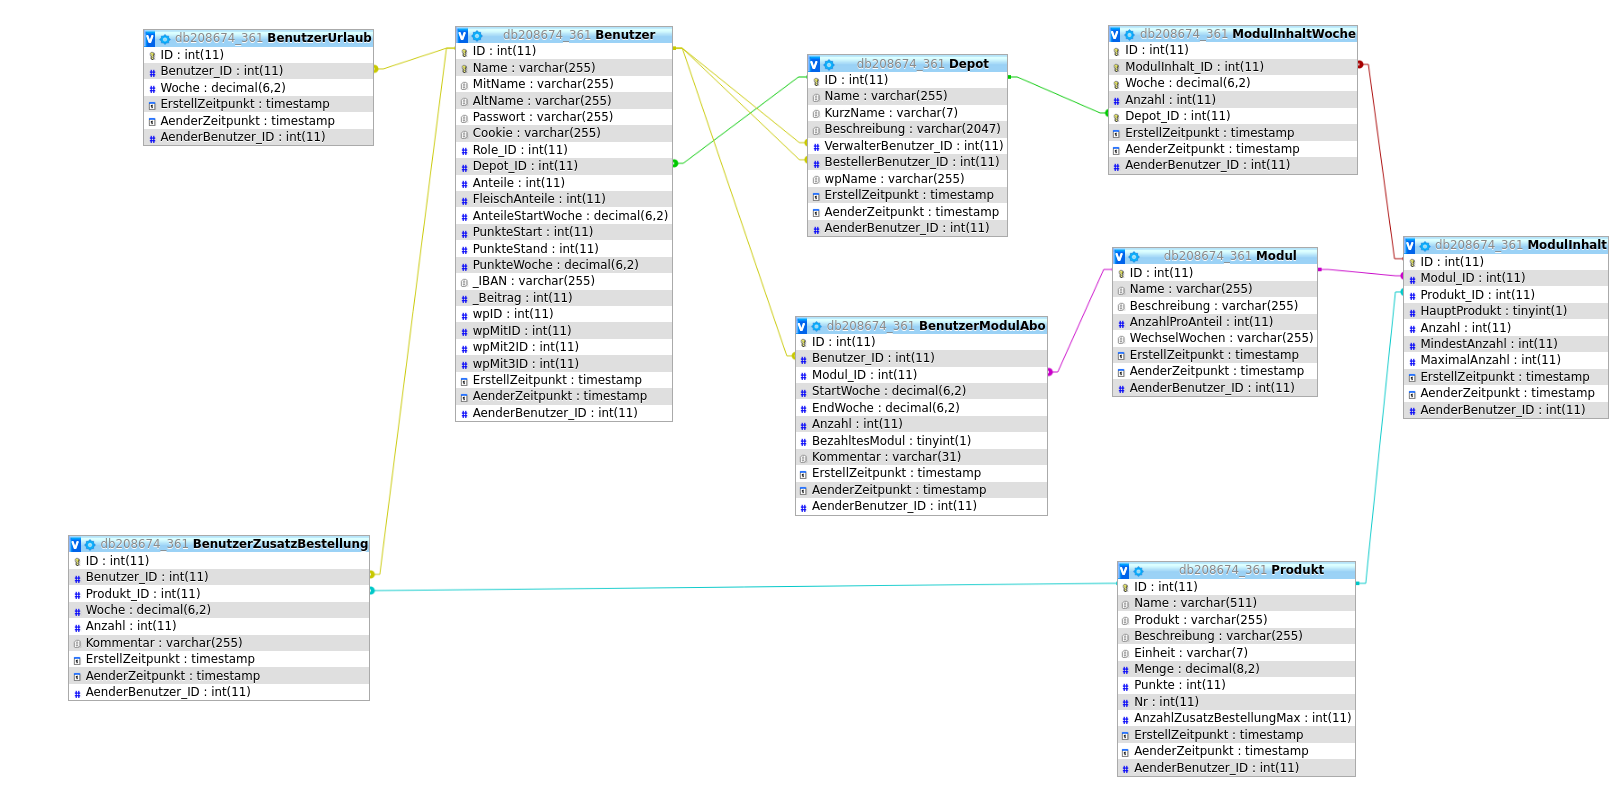 db208674_361 BenutzerUrlaub
ID : int(11)
Benutzer_ID : int(11)
Woche : decimal(6,2)
ErstellZeitpunkt : timestamp
AenderZeitpunkt : timestamp
AenderBenutzer_ID : int(11)
db208674_361 Benutzer
ID : int(11)
Name : varchar(255)
MitName : varchar(255)
AltName : varchar(255)
Passwort : varchar(255)
Cookie : varchar(255)
Role_ID : int(11)
Depot_ID : int(11)
Anteile : int(11)
FleischAnteile : int(11)
AnteileStartWoche : decimal(6,2)
PunkteStart : int(11)
PunkteStand : int(11)
PunkteWoche : decimal(6,2)
_IBAN : varchar(255)
_Beitrag : int(11)
wpID : int(11)
wpMitID : int(11)
wpMit2ID : int(11)
wpMit3ID : int(11)
ErstellZeitpunkt : timestamp
AenderZeitpunkt : timestamp
AenderBenutzer_ID : int(11)
db208674_361 Depot
ID : int(11)
Name : varchar(255)
KurzName : varchar(7)
Beschreibung : varchar(2047)
VerwalterBenutzer_ID : int(11)
BestellerBenutzer_ID : int(11)
wpName : varchar(255)
ErstellZeitpunkt : timestamp
AenderZeitpunkt : timestamp
AenderBenutzer_ID : int(11)
db208674_361 ModulInhaltWoche
ID : int(11)
ModulInhalt_ID : int(11)
Woche : decimal(6,2)
Anzahl : int(11)
Depot_ID : int(11)
ErstellZeitpunkt : timestamp
AenderZeitpunkt : timestamp
AenderBenutzer_ID : int(11)
db208674_361 Modul
ID : int(11)
Name : varchar(255)
Beschreibung : varchar(255)
AnzahlProAnteil : int(11)
WechselWochen : varchar(255)
ErstellZeitpunkt : timestamp
AenderZeitpunkt : timestamp
AenderBenutzer_ID : int(11)
db208674_361 ModulInhalt
ID : int(11)
Modul_ID : int(11)
Produkt_ID : int(11)
HauptProdukt : tinyint(1)
Anzahl : int(11)
MindestAnzahl : int(11)
MaximalAnzahl : int(11)
ErstellZeitpunkt : timestamp
AenderZeitpunkt : timestamp
AenderBenutzer_ID : int(11)
db208674_361 BenutzerModulAbo
ID : int(11)
Benutzer_ID : int(11)
Modul_ID : int(11)
StartWoche : decimal(6,2)
EndWoche : decimal(6,2)
Anzahl : int(11)
BezahltesModul : tinyint(1)
Kommentar : varchar(31)
ErstellZeitpunkt : timestamp
AenderZeitpunkt : timestamp
AenderBenutzer_ID : int(11)
db208674_361 BenutzerZusatzBestellung
ID : int(11)
Benutzer_ID : int(11)
Produkt_ID : int(11)
Woche : decimal(6,2)
Anzahl : int(11)
Kommentar : varchar(255)
ErstellZeitpunkt : timestamp
AenderZeitpunkt : timestamp
AenderBenutzer_ID : int(11)
db208674_361 Produkt
ID : int(11)
Name : varchar(511)
Produkt : varchar(255)
Beschreibung : varchar(255)
Einheit : varchar(7)
Menge : decimal(8,2)
Punkte : int(11)
Nr : int(11)
AnzahlZusatzBestellungMax : int(11)
ErstellZeitpunkt : timestamp
AenderZeitpunkt : timestamp
AenderBenutzer_ID : int(11)